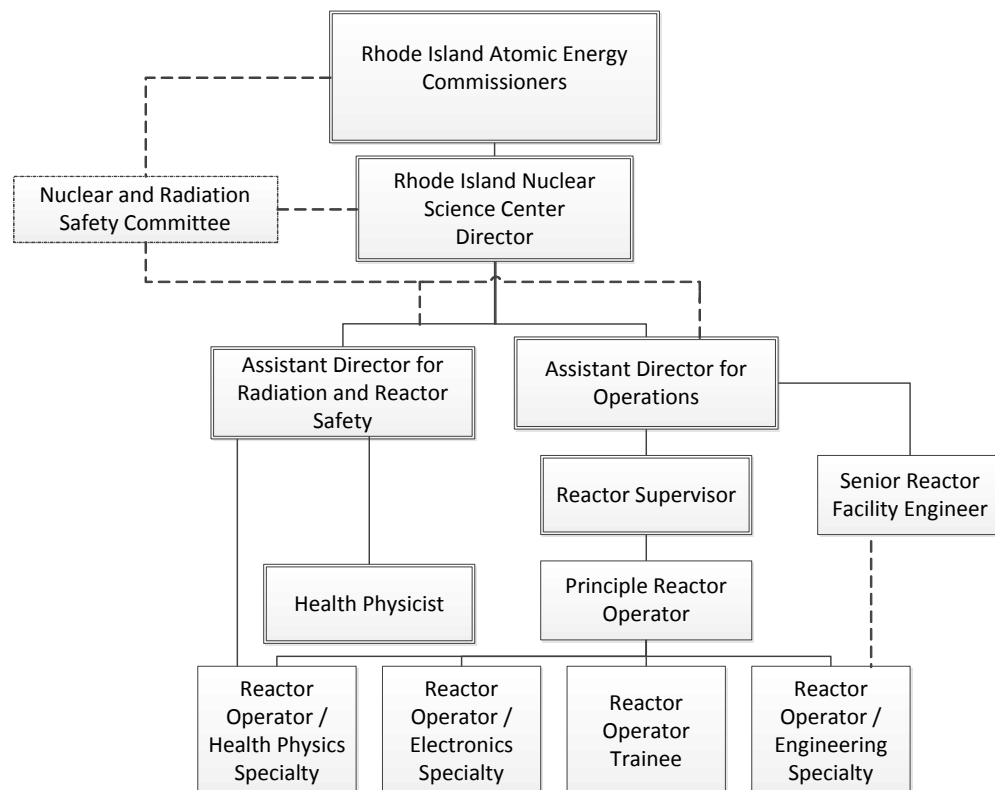 Rhode Island Atomic Energy
Commissioners
Nuclear and Radiation
Safety Committee
Rhode Island Nuclear
Science Center
Director
Assistant Director for
Radiation and Reactor
Safety
Assistant Director for
Operations
Reactor Supervisor
Senior Reactor
Facility Engineer
Health Physicist
Principle Reactor
Operator
Reactor
Operator /
Health Physics
Specialty
Reactor
Operator /
Electronics
Specialty
Reactor
Operator
Trainee
Reactor
Operator /
Engineering
Specialty